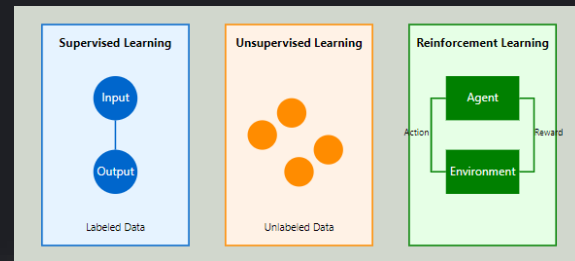 Supervised Learning
Input
Output
Labeled Data
Unsupervised Learning
Unlabeled Data
Reinforcement Learning
Agent
Action
Reward
Environment